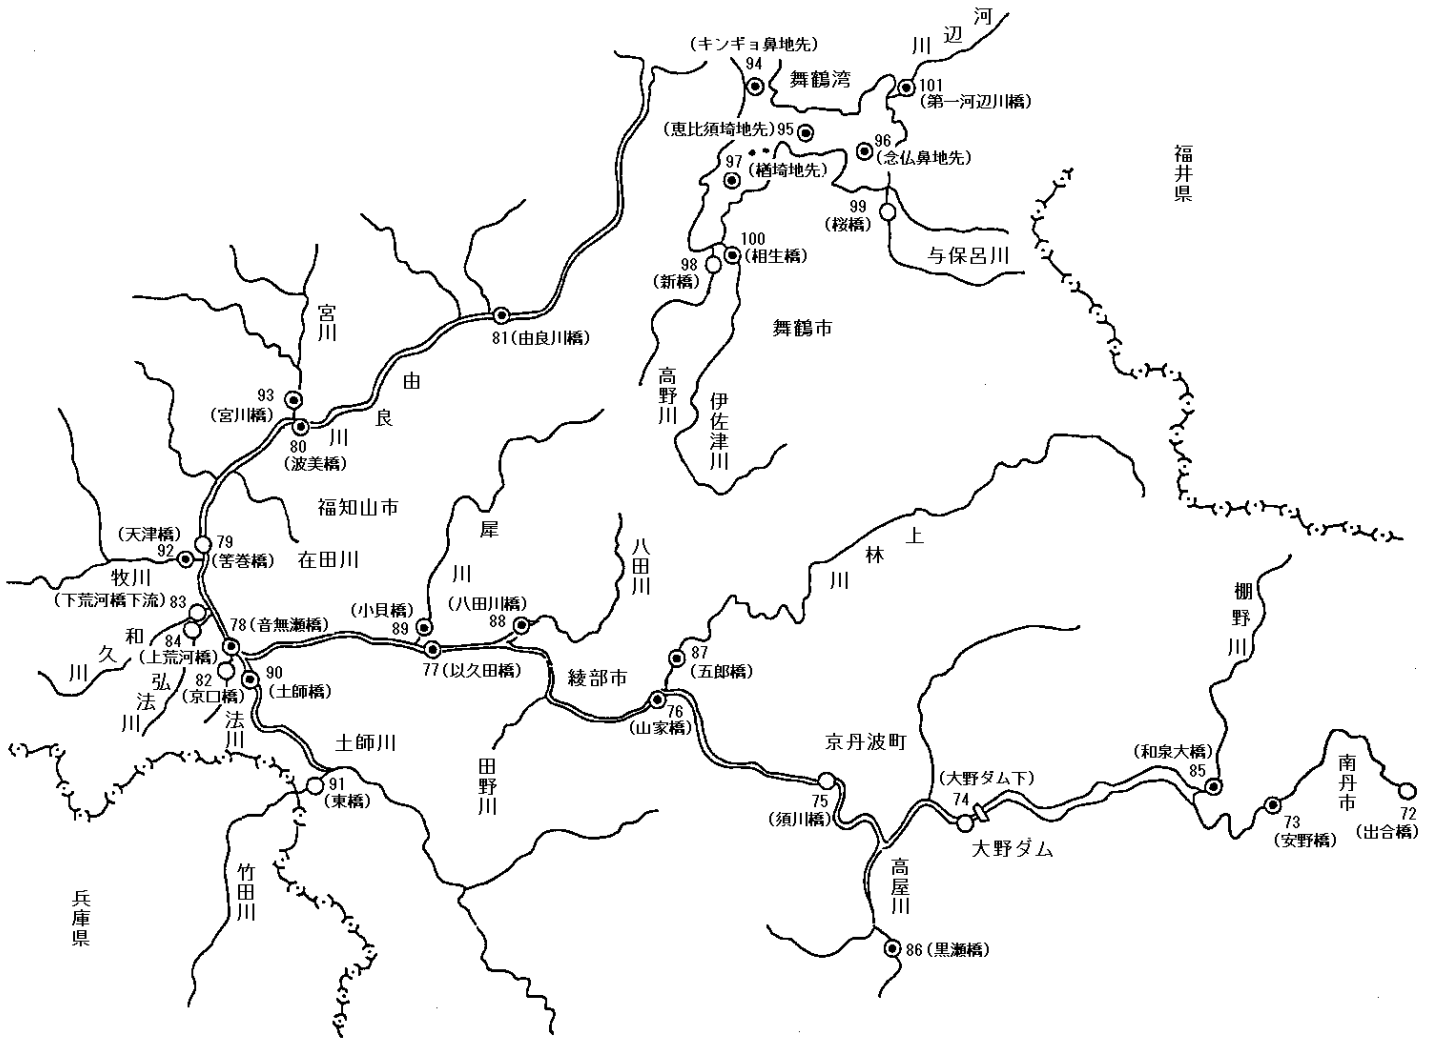 (キンギョ鼻地先)
94
舞鶴湾
河辺川
101
(第一河辺川橋)
(恵比須埼地先)95
96
(念仏鼻地先)
97
(楢埼地先)
福井県
99
(桜橋)
与保呂川
100
(相生橋)
98
(新橋)
舞鶴市
宮川
81(由良川橋)
高野川
伊佐津川
由良川
93
(宮川橋)
80
(波美橋)
福知山市
(天津橋)
92
79
(筈巻橋)
在田川
牧川
犀川
八田川
上林川
棚野川
(下荒河橋下流)83
84
(上荒河橋)
和久川
78(音無瀬橋)
(小貝橋)
89
(八田川橋)
88
77(以久田橋)
綾部市
87
(五郎橋)
76
(山家橋)
82
(京口橋)
90
(土師橋)
弘法川
法川
土師川
91
(東橋)
田野川
京丹波町
75
(須川橋)
(大野ダム下)
74
大野ダム
(和泉大橋)
85
南丹市
73
(安野橋)
72
(出合橋)
竹田川
兵庫県
高屋川
86(黒瀬橋)